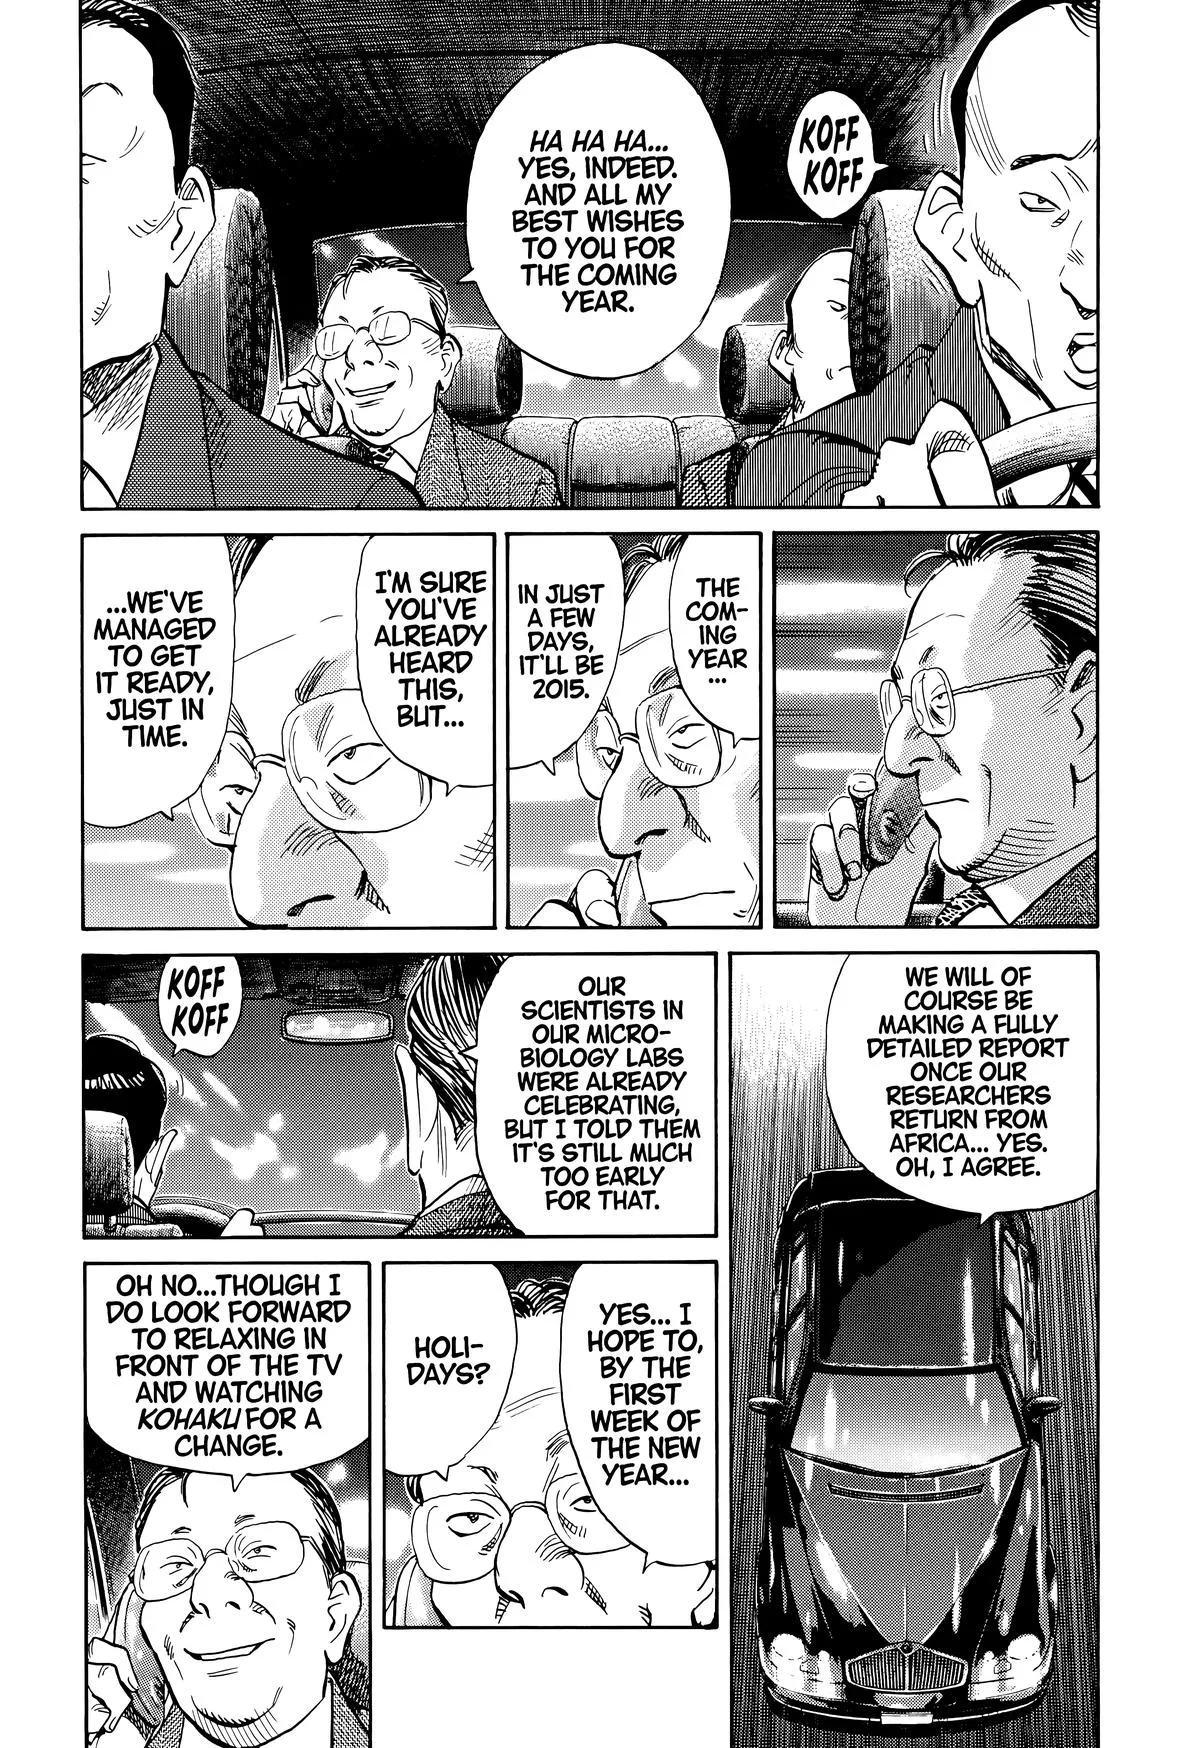 HA HA HA...
YES, INDEED.
AND ALL MY
BEST WISHES
TO YOU FOR
THE COMING
YEAR.
KOFF
KOFF
THE
COM-
ING
YEAR
...
IN JUST
A FEW
DAYS,
IT'LL BE
2015.
I'M SURE
YOU'VE
ALREADY
HEARD
THIS,
BUT...
...WE'VE
MANAGED
TO GET
IT READY,
JUST IN
TIME.
WE WILL OF
COURSE BE
MAKING A FULLY
DETAILED REPORT
ONCE OUR
RESEARCHERS
RETURN FROM
AFRICA... YES.
OH, I AGREE.
OUR
SCIENTISTS IN
OUR MICRO-
BIOLOGY LABS
WERE ALREADY
CELEBRATING,
BUT I TOLD THEM
IT'S STILL MUCH
TOO EARLY
FOR THAT.
KOFF
KOFF
YES... I
HOPE TO,
BY THE
FIRST
WEEK OF
THE NEW
YEAR...
HOLI-
DAYS?
OH NO...THOUGH I
DO LOOK FORWARD
TO RELAXING IN
FRONT OF THE TV
AND WATCHING
KOHAKU FOR A
CHANGE.